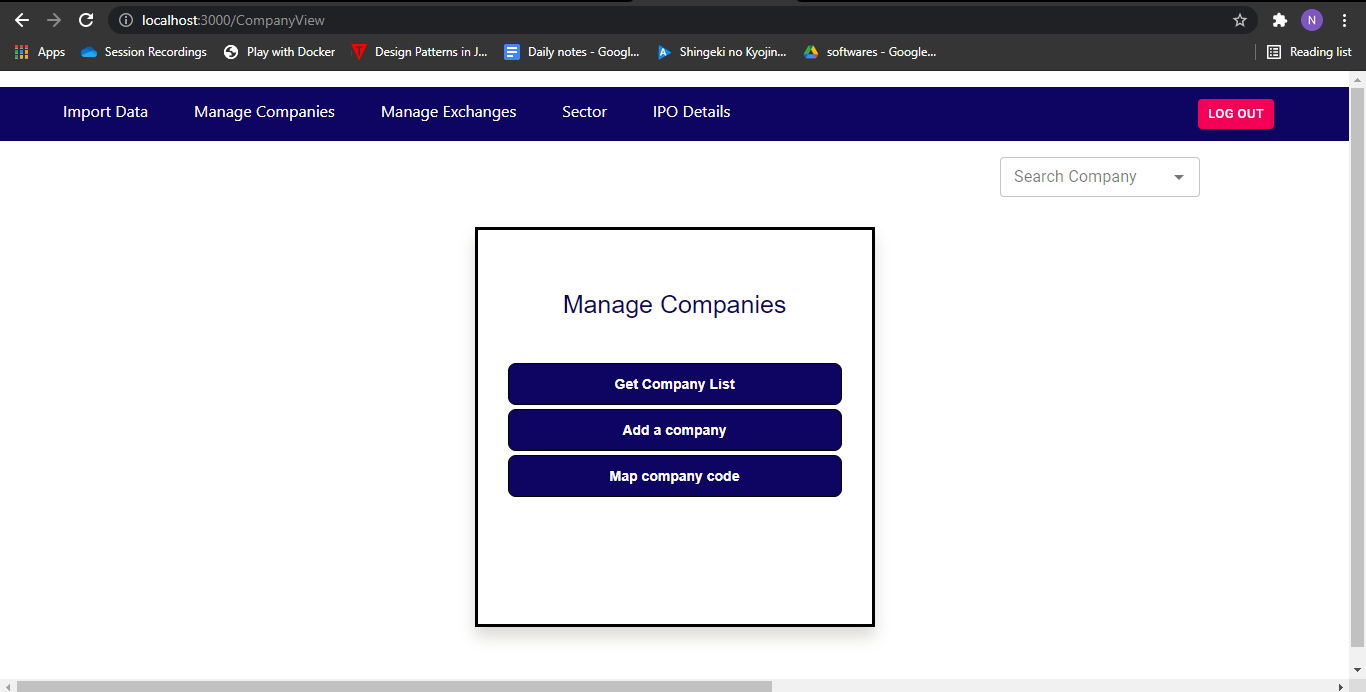 localhost:3000/CompanyView
N
Apps Session Recordings Play with Docker Design Patterns in J... Daily notes - Googl... Shingeki no Kyojin... softwares - Google... Reading list
Import Data Manage Companies Manage Exchanges Sector IPO Details LOG OUT
Search Company
Manage Companies
Get Company List
Add a company
Map company code